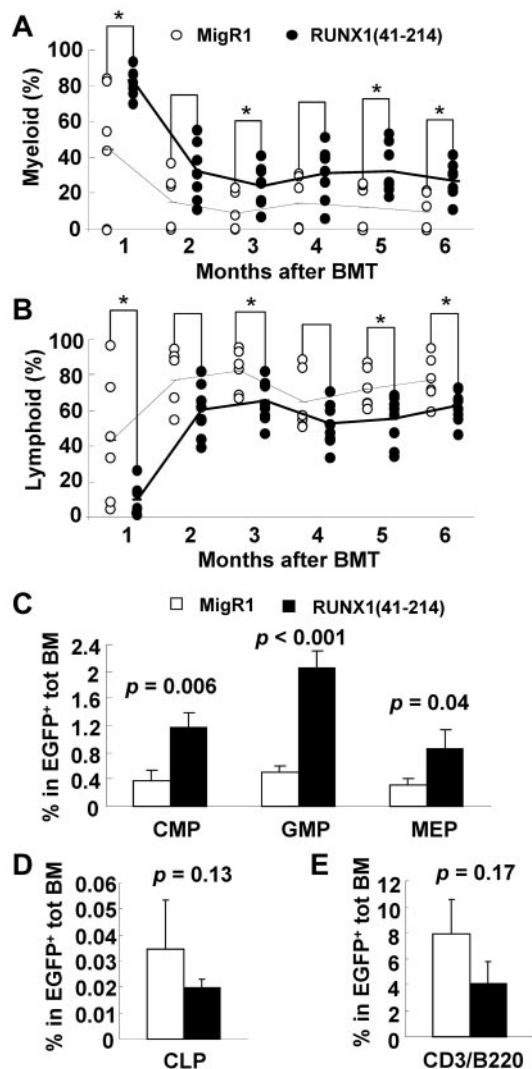 A
MigR1 RUNX1(41-214)
Myeloid (%)
100
80
60
40
20
0
* * * *
1 2 3 4 5 6
Months after BMT
B
Lymphoid (%)
100
80
60
40
20
0
* * * *
1 2 3 4 5 6
Months after BMT
C
MigR1 RUNX1(41-214)
% in EGFP+ tot BM
2.4
2
1.6
1.2
0.8
0.4
0
p = 0.006
p < 0.001
p = 0.04
CMP GMP MEP
D
% in EGFP+ tot BM
0.06
0.05
0.04
0.03
0.02
0.01
0
p = 0.13
CLP
E
% in EGFP+ tot BM
12
10
8
6
4
2
0
p = 0.17
CD3/B220